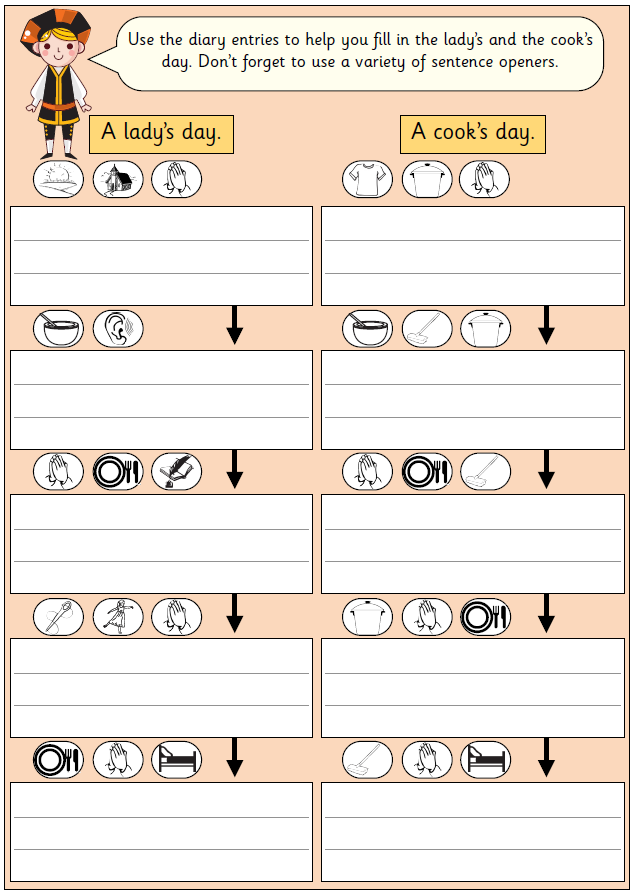 Use the diary entries to help you fill in the lady's and the cook's
day. Don't forget to use a variety of sentence openers.
A lady's day.
A cook's day.